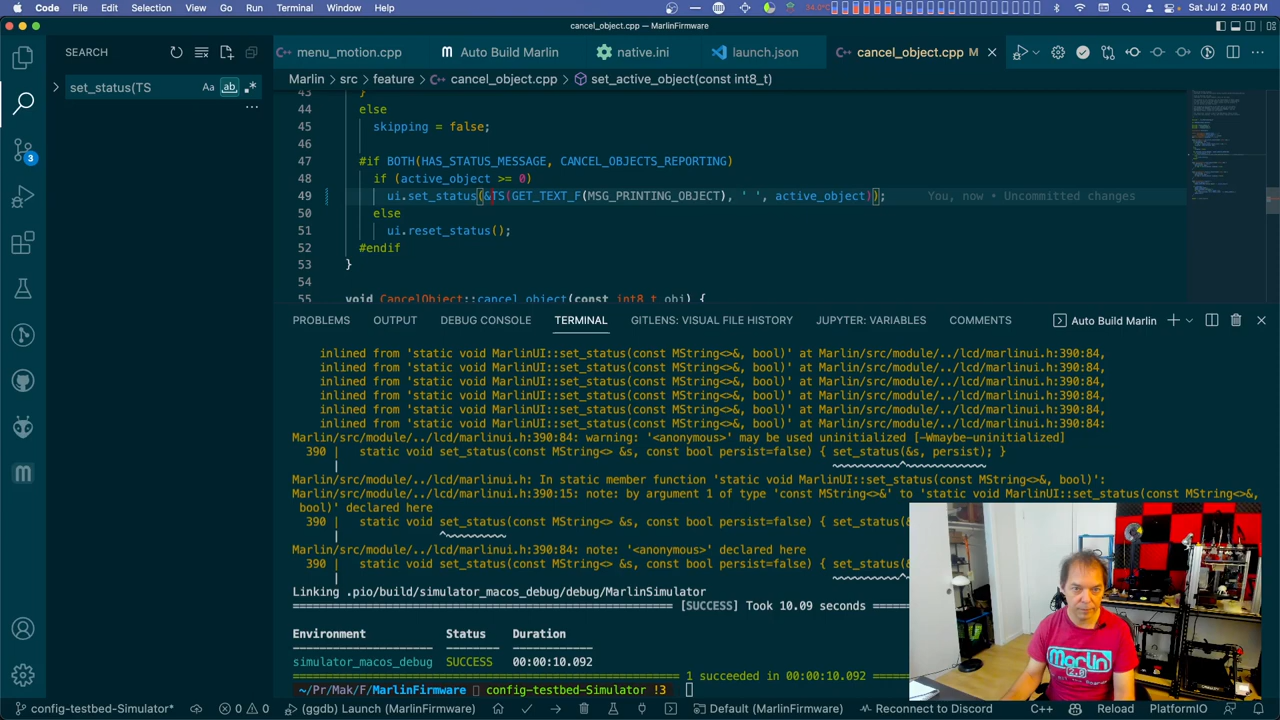 Code File Edit Selection View Go Run Terminal Window Help
34.0°C
Sat Jul 2 8:40 PM
cancel_object.cpp — MarlinFirmware
SEARCH
menu_motion.cpp Auto Build Marlin native.ini launch.json cancel_object.cpp M
Marlin > src > feature > cancel_object.cpp > set_active_object(const int8_t)
set_status(TS Aa ab
43 }
44 else
45 skipping = false;
46
47 #if BOTH(HAS_STATUS_MESSAGE, CANCEL_OBJECTS_REPORTING)
48 if (active_object >= 0)
49 ui.set_status(&TS(GET_TEXT_F(MSG_PRINTING_OBJECT), ' ', active_object)); You, now • Uncommitted changes
50 else
51 ui.reset_status();
52 #endif
53 }
54
55 void CancelObject::cancel_object(const int8_t obj) {
PROBLEMS OUTPUT DEBUG CONSOLE TERMINAL GITLENS: VISUAL FILE HISTORY JUPYTER: VARIABLES COMMENTS Auto Build Marlin
inlined from 'static void MarlinUI::set_status(const MString<>&, bool)' at Marlin/src/module/../lcd/marlinui.h:390:84,
inlined from 'static void MarlinUI::set_status(const MString<>&, bool)' at Marlin/src/module/../lcd/marlinui.h:390:84,
inlined from 'static void MarlinUI::set_status(const MString<>&, bool)' at Marlin/src/module/../lcd/marlinui.h:390:84,
inlined from 'static void MarlinUI::set_status(const MString<>&, bool)' at Marlin/src/module/../lcd/marlinui.h:390:84,
inlined from 'static void MarlinUI::set_status(const MString<>&, bool)' at Marlin/src/module/../lcd/marlinui.h:390:84,
inlined from 'static void MarlinUI::set_status(const MString<>&, bool)' at Marlin/src/module/../lcd/marlinui.h:390:84:
Marlin/src/module/../lcd/marlinui.h:390:84: warning: '<anonymous>' may be used uninitialized [-Wmaybe-uninitialized]
390 | static void set_status(const MString<> &s, const bool persist=false) { set_status(&s, persist); }
| ~~~~~~~~~~^~~~~~~~~~~~~
Marlin/src/module/../lcd/marlinui.h: In static member function 'static void MarlinUI::set_status(const MString<>&, bool)':
Marlin/src/module/../lcd/marlinui.h:390:15: note: by argument 1 of type 'const MString<>&' to 'static void MarlinUI::set_status(const MString<>&,
bool)' declared here
390 | static void set_status(const MString<> &s, const bool persist=false) { set_status(&
| ^~~~~~~~~~
Marlin/src/module/../lcd/marlinui.h:390:84: note: '<anonymous>' declared here
390 | static void set_status(const MString<> &s, const bool persist=false) { set_status(&
|
Linking .pio/build/simulator_macos_debug/debug/MarlinSimulator
[SUCCESS] Took 10.09 seconds
Environment Status Duration
simulator_macos_debug SUCCESS 00:00:10.092
1 succeeded in 00:00:10.092
~/Pr/Mak/F/MarlinFirmware config-testbed-Simulator !3
Marlin
3
config-testbed-Simulator* 0 0 (ggdb) Launch (MarlinFirmware) Default (MarlinFirmware) Reconnect to Discord C++ Reload PlatformIO